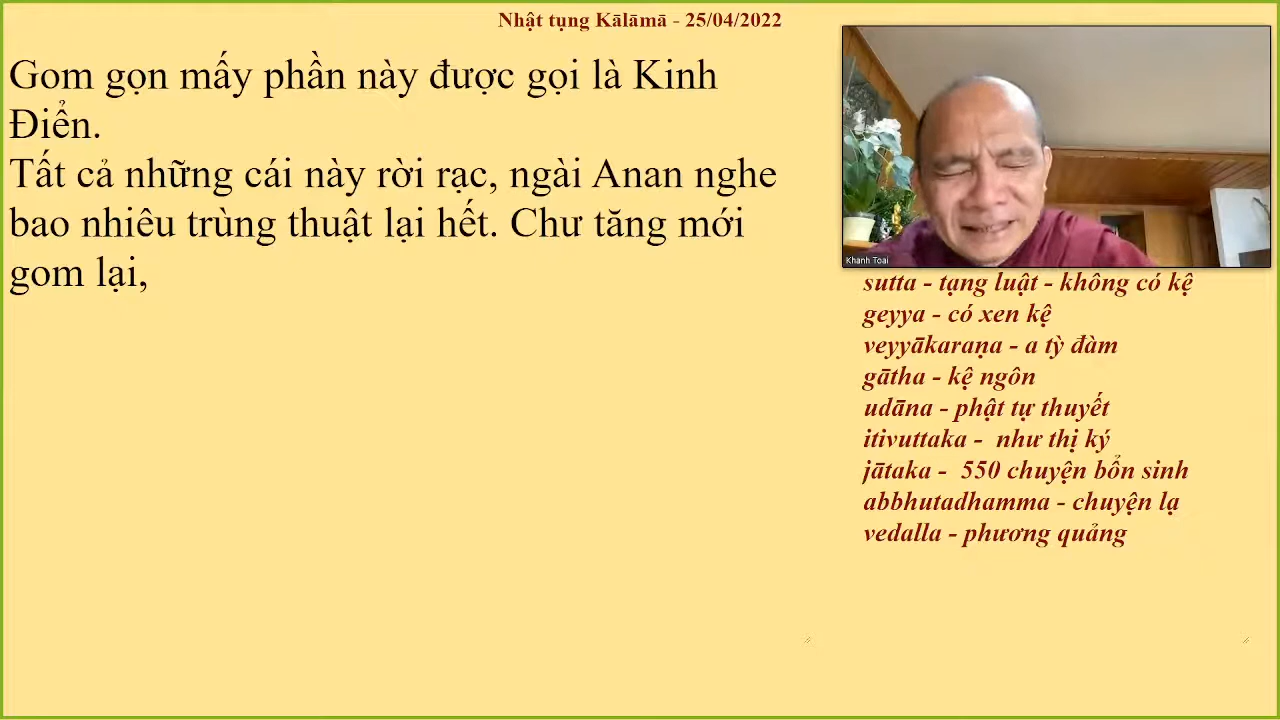 Nhật tụng Kālāmā - 25/04/2022
Gom gọn mấy phần này được gọi là Kinh
Điển.
Tất cả những cái này rời rạc, ngài Anan nghe
bao nhiêu trùng thuật lại hết. Chư tăng mới
gom lại,
Khanh Toai
sutta - tạng luật - không có kệ
geyya - có xen kệ
veyyākaraṇa - a tỳ đàm
gātha - kệ ngôn
udāna - phật tự thuyết
itivuttaka -  như thị ký
jātaka -  550 chuyện bổn sinh
abbhutadhamma - chuyện lạ
vedalla - phương quảng